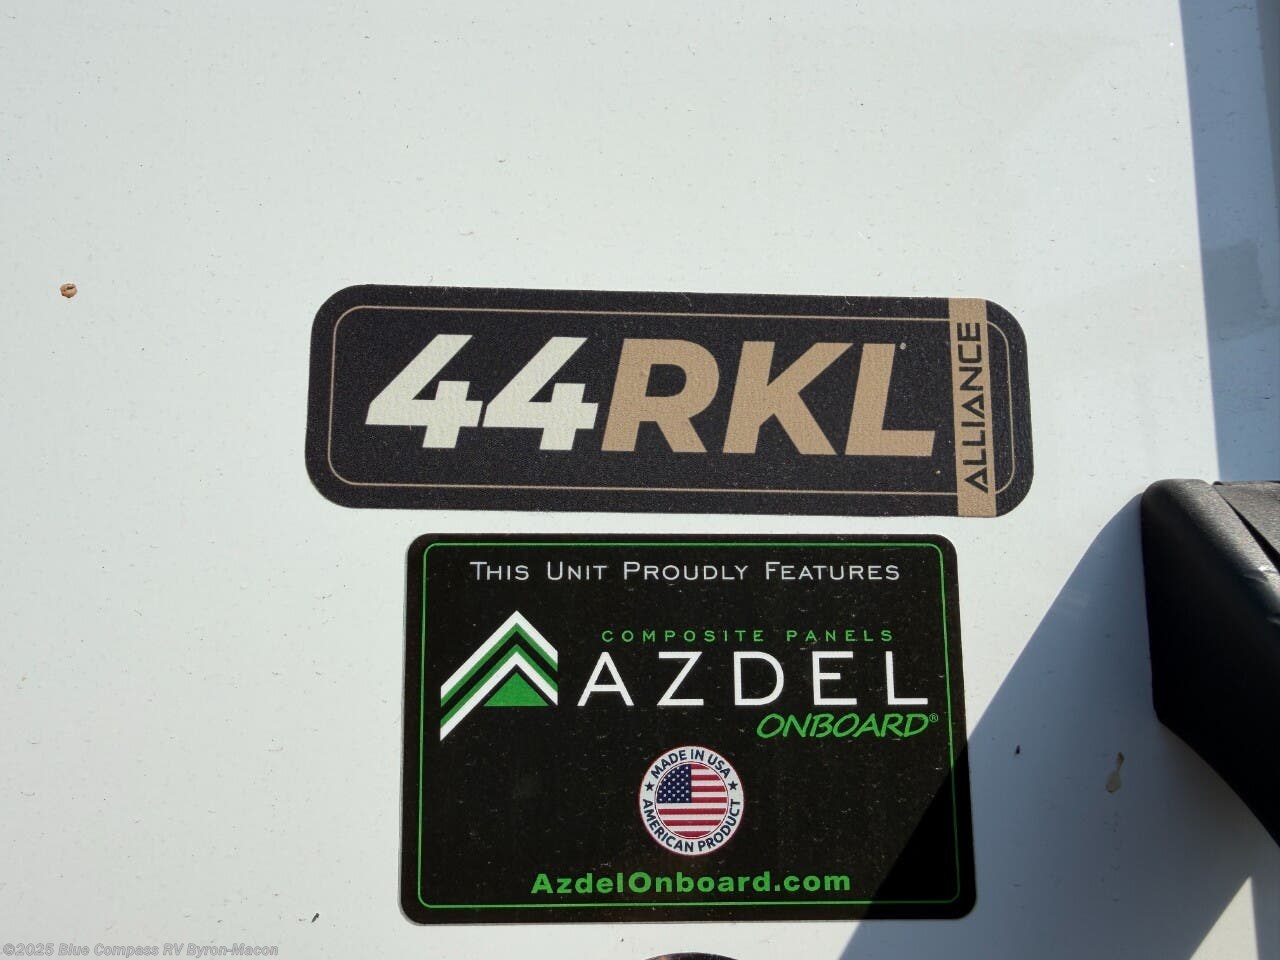 44RKL
ALLIANCE
THIS UNIT PROUDLY FEATURES
COMPOSITE PANELS
AZDEL
ONBOARD®
★ MADE IN USA ★
AMERICAN PRODUCT
AzdelOnboard.com
©2025 Blue Compass RV Byron-Macon